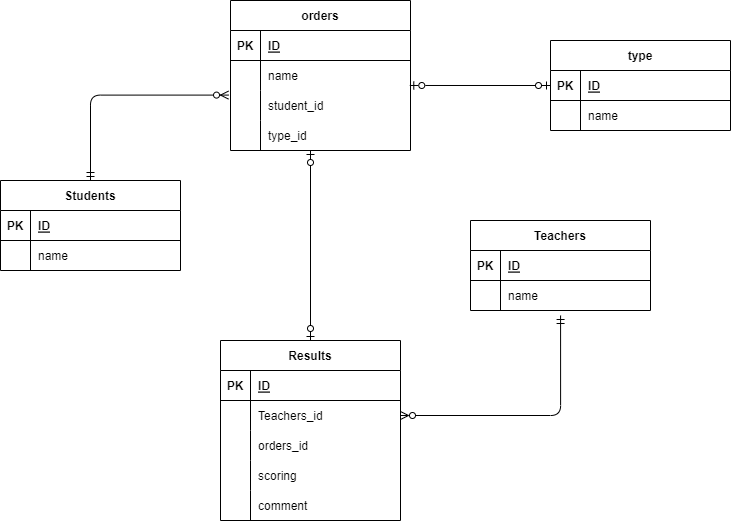 orders
PK ID
name
student_id
type_id
type
PK ID
name
Students
PK ID
name
Teachers
PK ID
name
Results
PK ID
Teachers_id
orders_id
scoring
comment